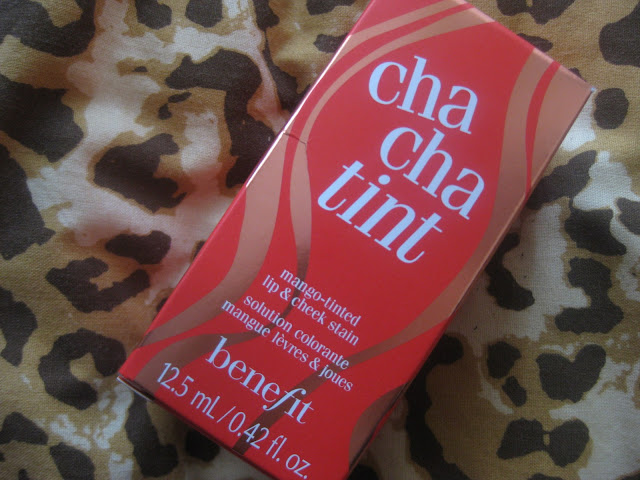 cha
cha
tint
mango-tinted
lip & cheek stain
solution colorante
mangue lèvres & joues
benefit
12.5 mL/0.42 fl. oz.